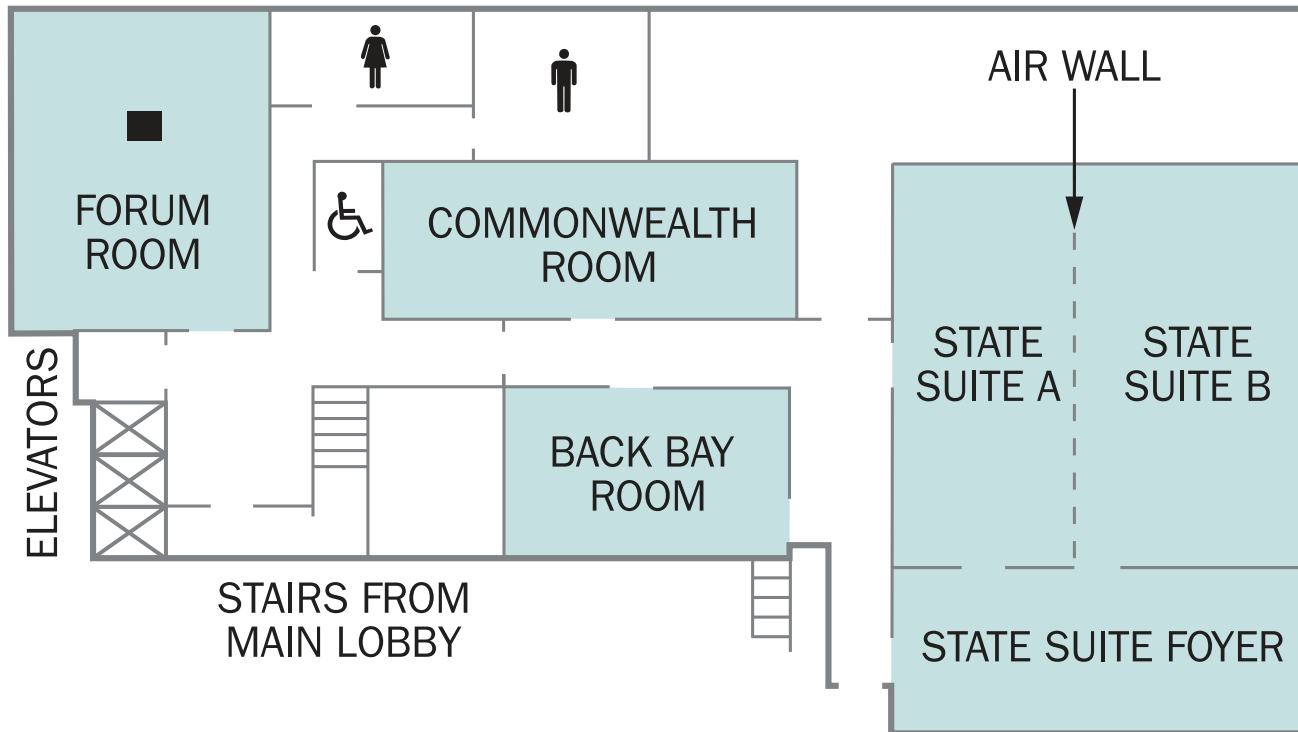 AIR WALL
FORUM
ROOM
COMMONWEALTH
ROOM
STATE
SUITE A
STATE
SUITE B
ELEVATORS
BACK BAY
ROOM
STAIRS FROM
MAIN LOBBY
STATE SUITE FOYER